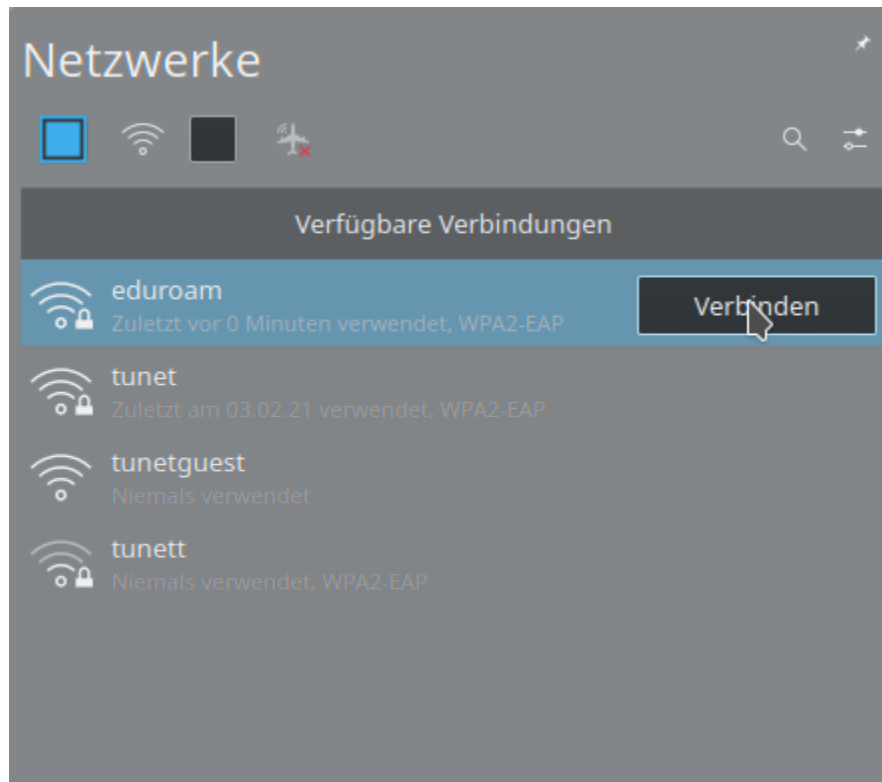 Netzwerke
Verfügbare Verbindungen
eduroam
Zuletzt vor 0 Minuten verwendet, WPA2-EAP
Verbinden
tunet
Zuletzt am 03.02.21 verwendet, WPA2-EAP
tunetguest
Niemals verwendet
tunett
Niemals verwendet, WPA2-EAP